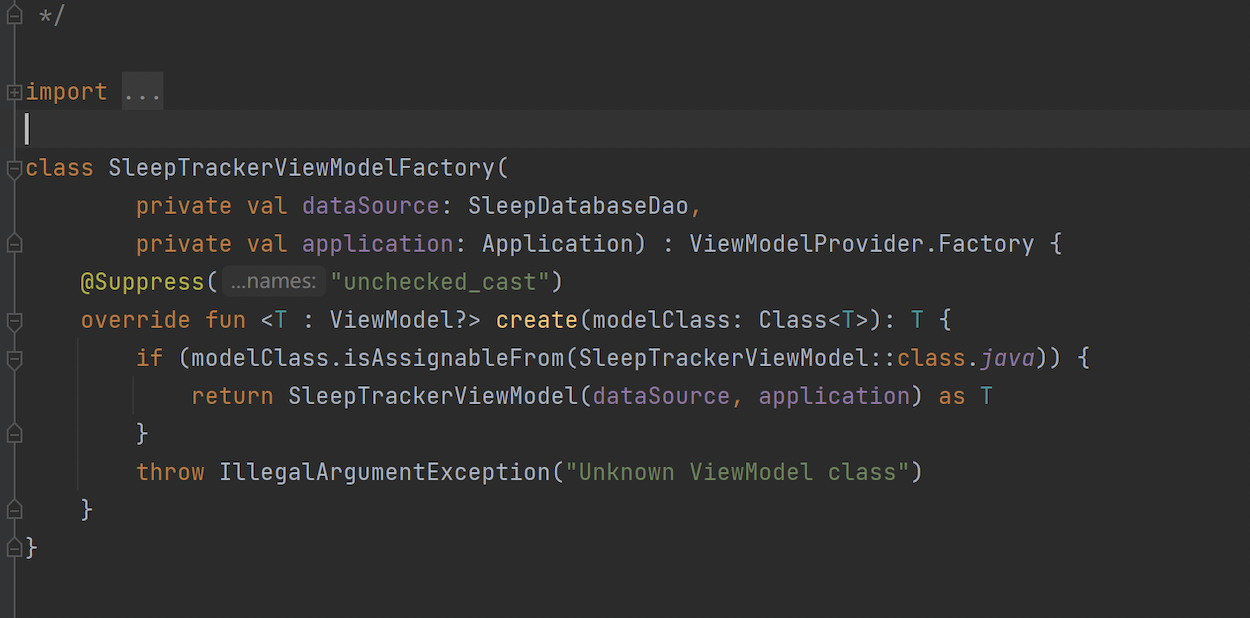 */
import ...
class SleepTrackerViewModelFactory(
        private val dataSource: SleepDatabaseDao,
        private val application: Application) : ViewModelProvider.Factory {
    @Suppress( ...names: "unchecked_cast")
    override fun <T : ViewModel?> create(modelClass: Class<T>): T {
        if (modelClass.isAssignableFrom(SleepTrackerViewModel::class.java)) {
            return SleepTrackerViewModel(dataSource, application) as T
        }
        throw IllegalArgumentException("Unknown ViewModel class")
    }
}